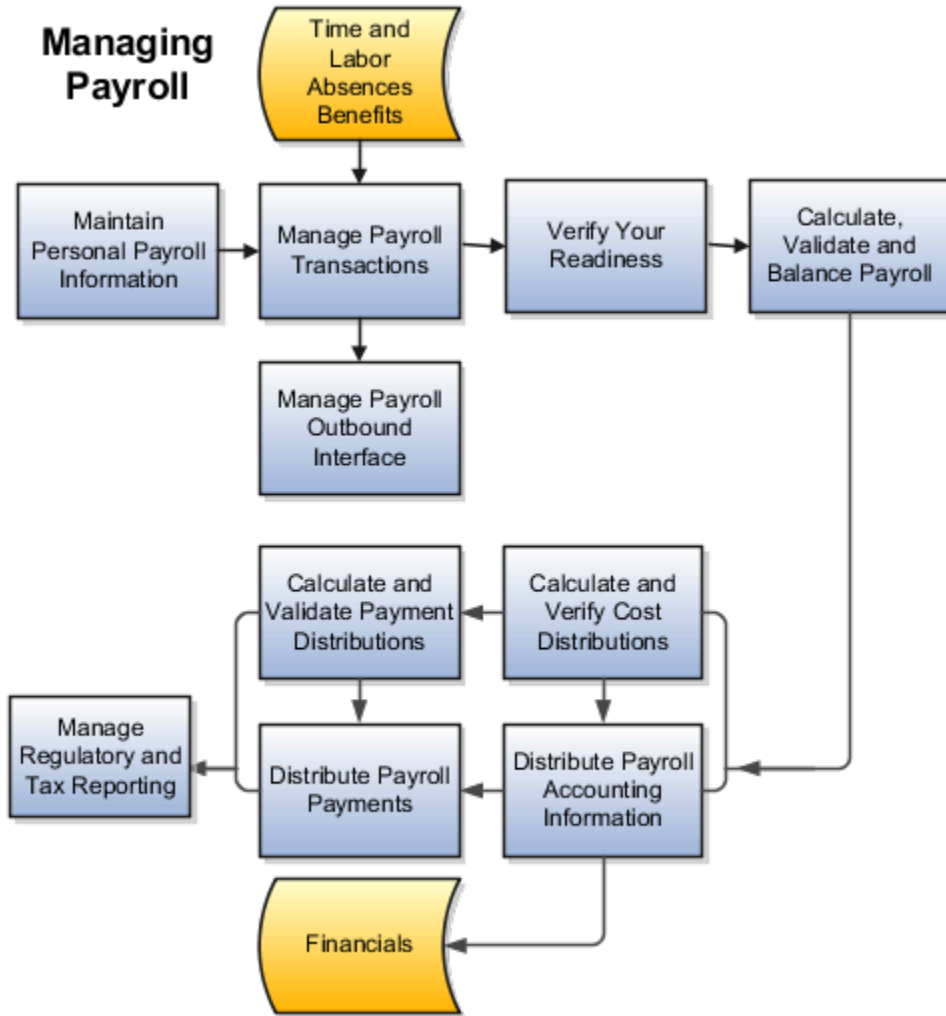 Managing
Payroll
Time and
Labor
Absences
Benefits
Maintain
Personal Payroll
Information
Manage Payroll
Transactions
Verify Your
Readiness
Calculate,
Validate and
Balance Payroll
Manage Payroll
Outbound
Interface
Calculate and
Validate Payment
Distributions
Calculate and
Verify Cost
Distributions
Manage
Regulatory and
Tax Reporting
Distribute Payroll
Payments
Distribute Payroll
Accounting
Information
Financials